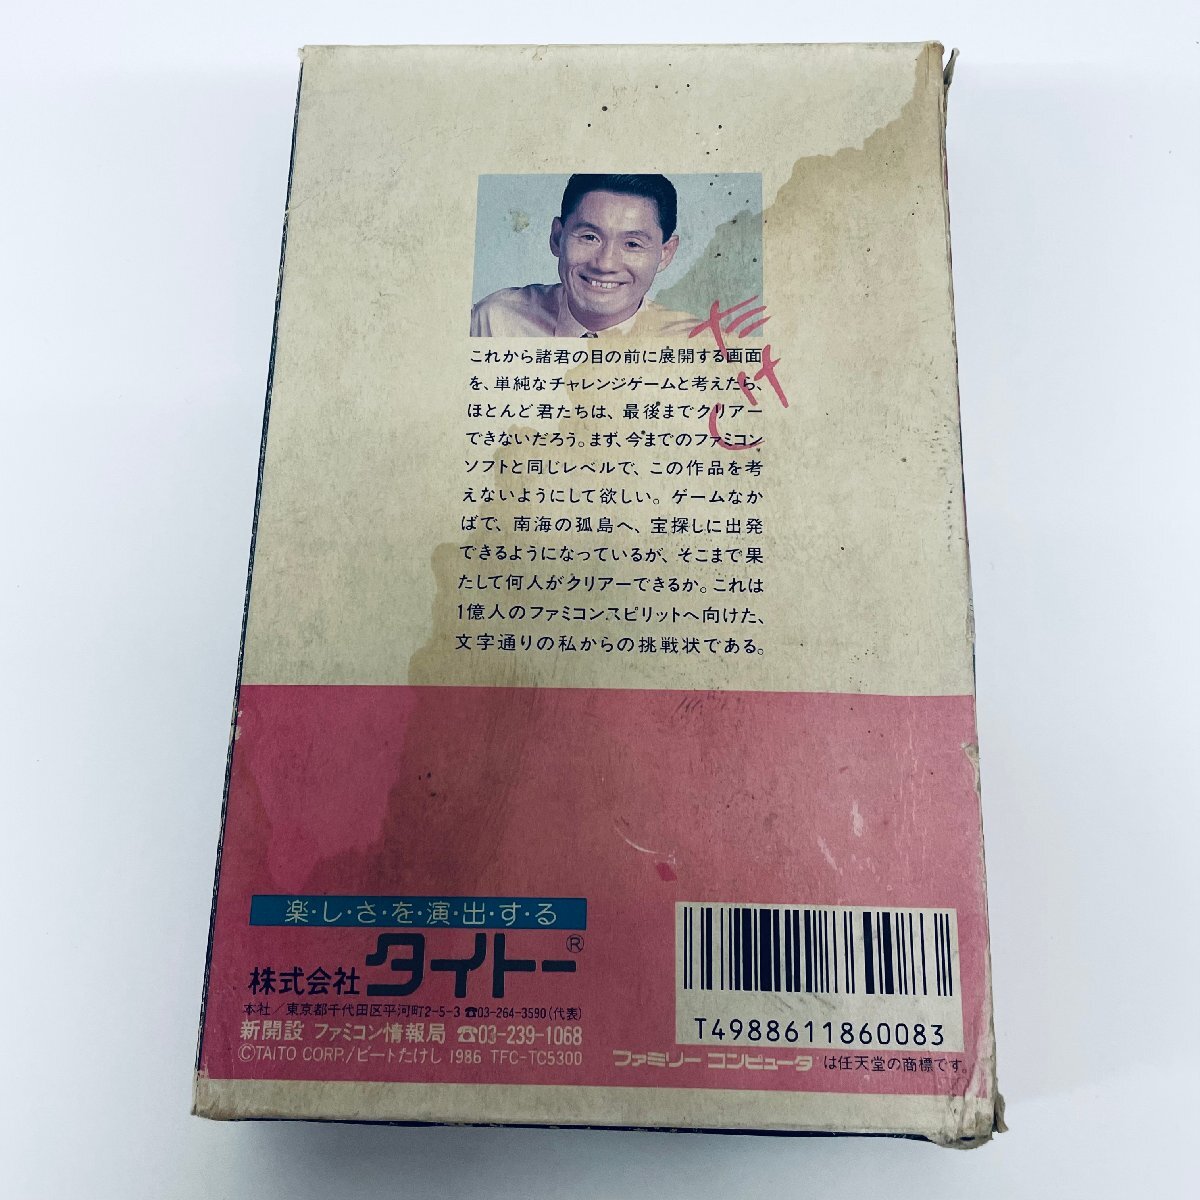 たけし
これから諸君の目の前に展開する画面
を、単純なチャレンジゲームと考えたら、
ほとんど君たちは、最後までクリアー
できないだろう。まず、今までのファミコン
ソフトと同じレベルで、この作品を考
えないようにして欲しい。ゲームなか
ばで、南海の孤島へ、宝探しに出発
できるようになっているが、そこまで果
たして何人がクリアーできるか。これは
1億人のファミコンスピリットへ向けた、
文字通りの私からの挑戦状である。
楽・し・さ・を・演・出・す・る
株式会社 タイトー®
本社/東京都千代田区平河町2-5-3 ☎03-264-3590(代表)
新開設 ファミコン情報局 ☎03-239-1068
©TAITO CORP./ビートたけし 1986 TFC-TC5300
T4988611860083
ファミリー コンピュータ は任天堂の商標です。